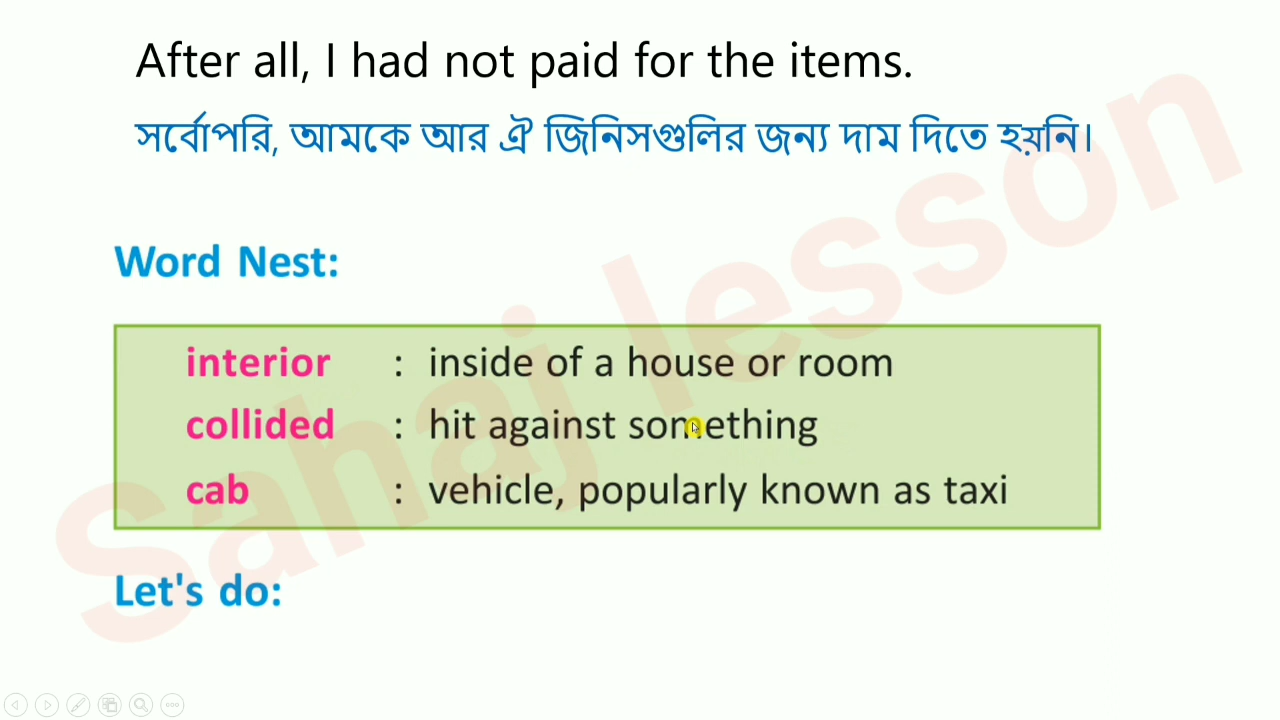 After all, I had not paid for the items.
সর্বোপরি, আমকে আর ঐ জিনিসগুলির জন্য দাম দিতে হয়নি।
Word Nest:
interior : inside of a house or room
collided : hit against something
cab : vehicle, popularly known as taxi
Let's do:
Sahaj lesson